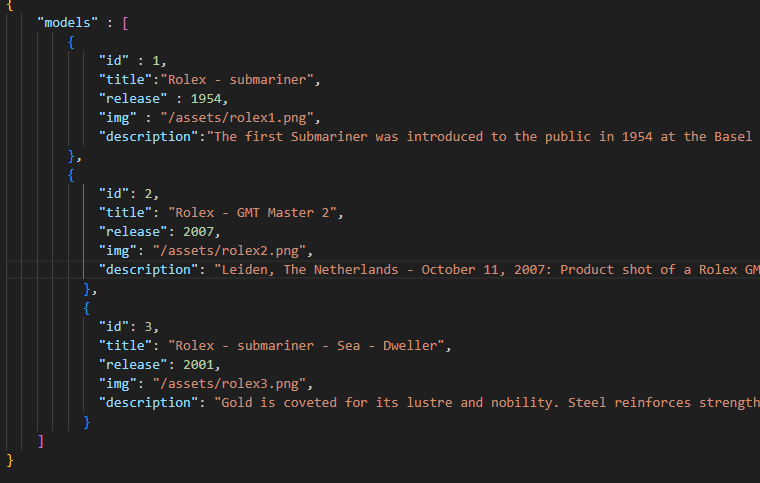 {
"models" : [
{
"id" : 1,
"title":"Rolex - submariner",
"release" : 1954,
"img" : "/assets/rolex1.png",
"description":"The first Submariner was introduced to the public in 1954 at the Basel
},
{
"id": 2,
"title": "Rolex - GMT Master 2",
"release": 2007,
"img": "/assets/rolex2.png",
"description": "Leiden, The Netherlands - October 11, 2007: Product shot of a Rolex GM
},
{
"id": 3,
"title": "Rolex - submariner - Sea - Dweller",
"release": 2001,
"img": "/assets/rolex3.png",
"description": "Gold is coveted for its lustre and nobility. Steel reinforces strength
}
]
}